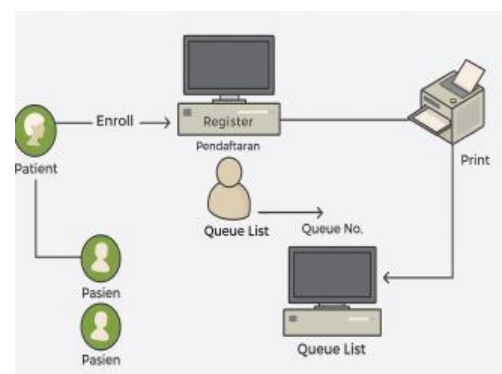 Enroll
Register
Pendaftaran
Patient
Print
Queue List
Queue No.
Pasien
Queue List
Pasien